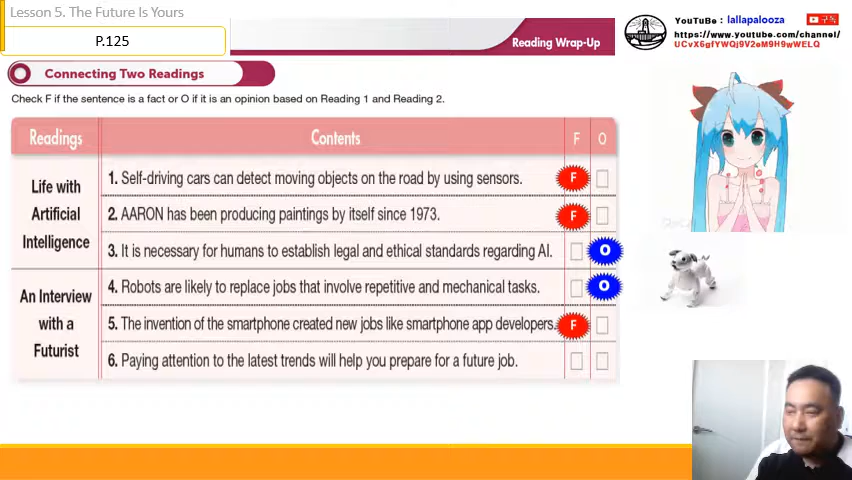 Lesson 5. The Future Is Yours
P.125
Reading Wrap-Up
YouTuBe : lallapalooza
구독
https://www.youtube.com/channel/
UCvX6gfYWQj9V2eM9H9wWELQ
Connecting Two Readings
Check F if the sentence is a fact or O if it is an opinion based on Reading 1 and Reading 2.
Readings Contents F O
Life with Artificial Intelligence
1. Self-driving cars can detect moving objects on the road by using sensors. F
2. AARON has been producing paintings by itself since 1973. F
3. It is necessary for humans to establish legal and ethical standards regarding AI. O
An Interview with a Futurist
4. Robots are likely to replace jobs that involve repetitive and mechanical tasks. O
5. The invention of the smartphone created new jobs like smartphone app developers. F
6. Paying attention to the latest trends will help you prepare for a future job.